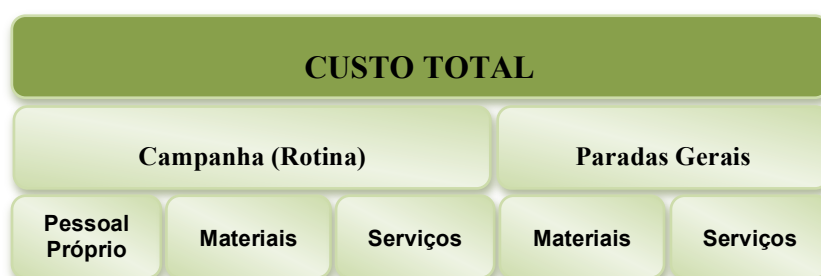 CUSTO TOTAL
Campanha (Rotina)
Paradas Gerais
Pessoal
Próprio
Materiais
Serviços
Materiais
Serviços